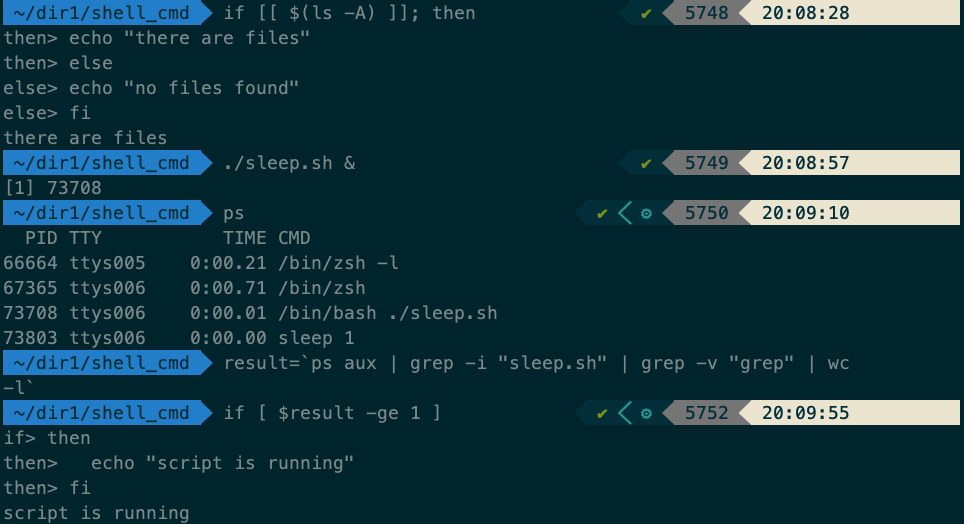 ~/dir1/shell_cmd if [[ $(ls -A) ]]; then ✔ 5748 20:08:28
then> echo "there are files"
then> else
else> echo "no files found"
else> fi
there are files
~/dir1/shell_cmd ./sleep.sh & ✔ 5749 20:08:57
[1] 73708
~/dir1/shell_cmd ps ✔ ⚙ 5750 20:09:10
  PID TTY           TIME CMD
66664 ttys005    0:00.21 /bin/zsh -l
67365 ttys006    0:00.71 /bin/zsh
73708 ttys006    0:00.01 /bin/bash ./sleep.sh
73803 ttys006    0:00.00 sleep 1
~/dir1/shell_cmd result=`ps aux | grep -i "sleep.sh" | grep -v "grep" | wc
-l`
~/dir1/shell_cmd if [ $result -ge 1 ] ✔ ⚙ 5752 20:09:55
if> then
then>   echo "script is running"
then> fi
script is running